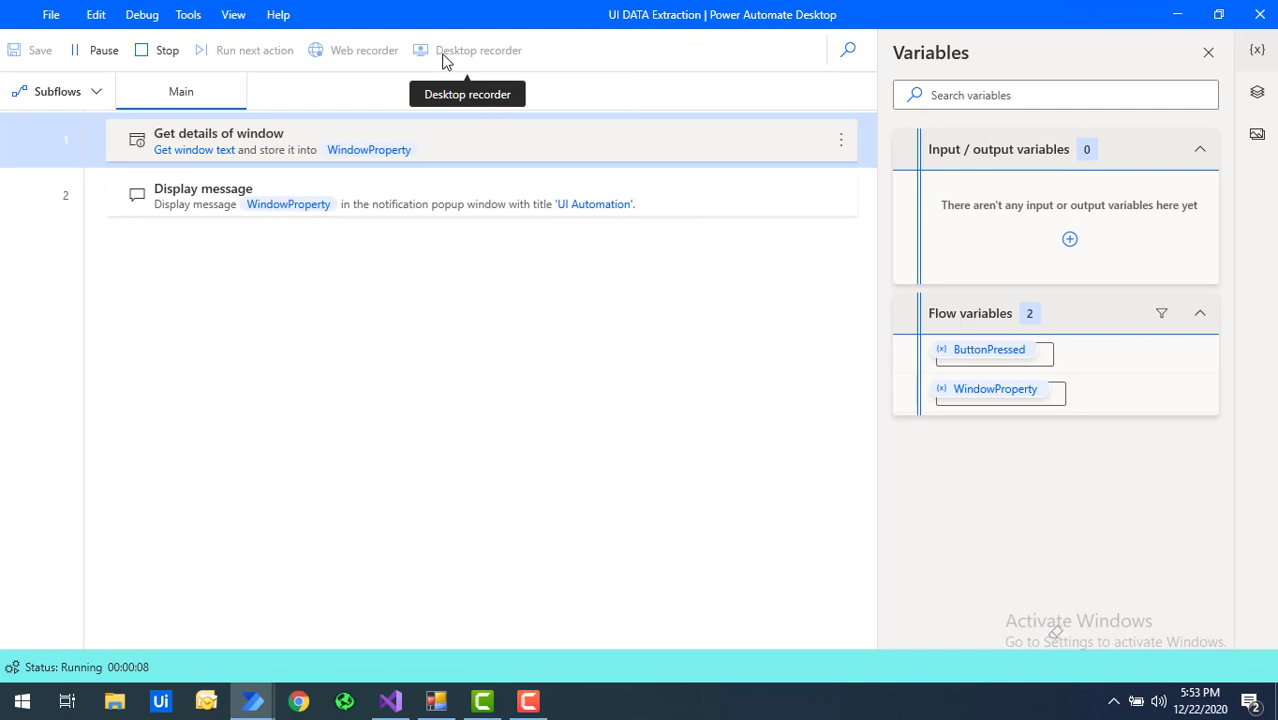 File Edit Debug Tools View Help UI DATA Extraction | Power Automate Desktop
Save Pause Stop Run next action Web recorder Desktop recorder
Variables
{x}
Subflows Main
Desktop recorder
Search variables
1 Get details of window
Get window text and store it into WindowProperty
Input / output variables 0
2 Display message
Display message WindowProperty in the notification popup window with title 'UI Automation'.
There aren't any input or output variables here yet
Flow variables 2
{x} ButtonPressed
{x} WindowProperty
Activate Windows
Go to Settings to activate Windows.
Status: Running 00:00:08
Ui
5:53 PM
12/22/2020
2